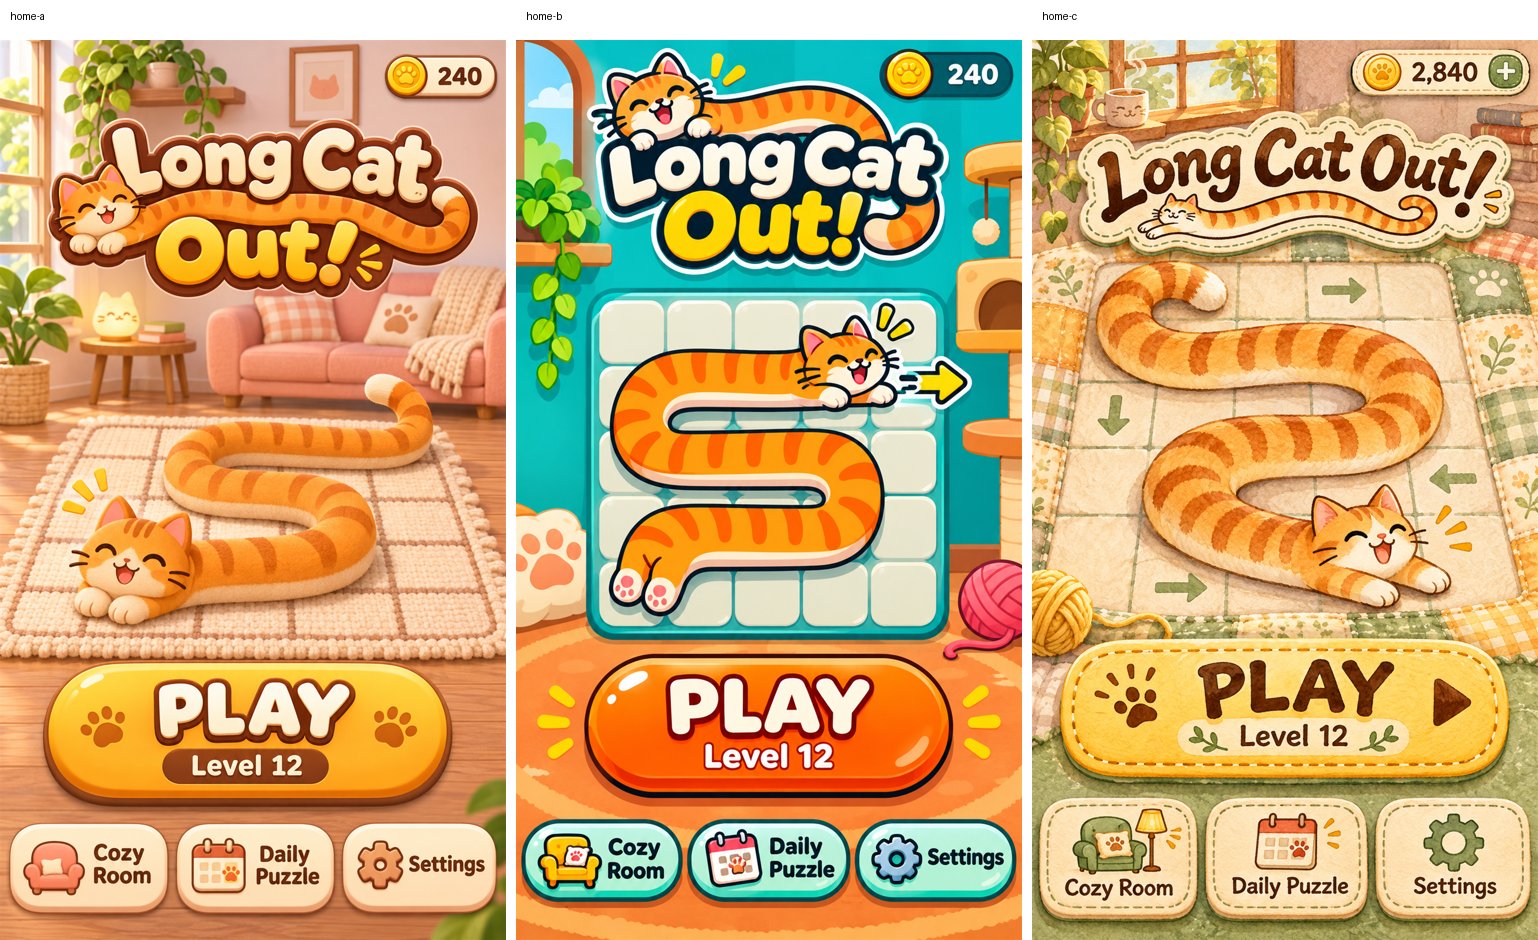 home-a
240
Long Cat
Out!
PLAY
Level 12
Cozy
Room
Daily
Puzzle
Settings
home-b
240
Long Cat
Out!
PLAY
Level 12
Cozy
Room
Daily
Puzzle
Settings
home-c
2,840 +
Long Cat Out!
PLAY
Level 12
Cozy Room
Daily Puzzle
Settings